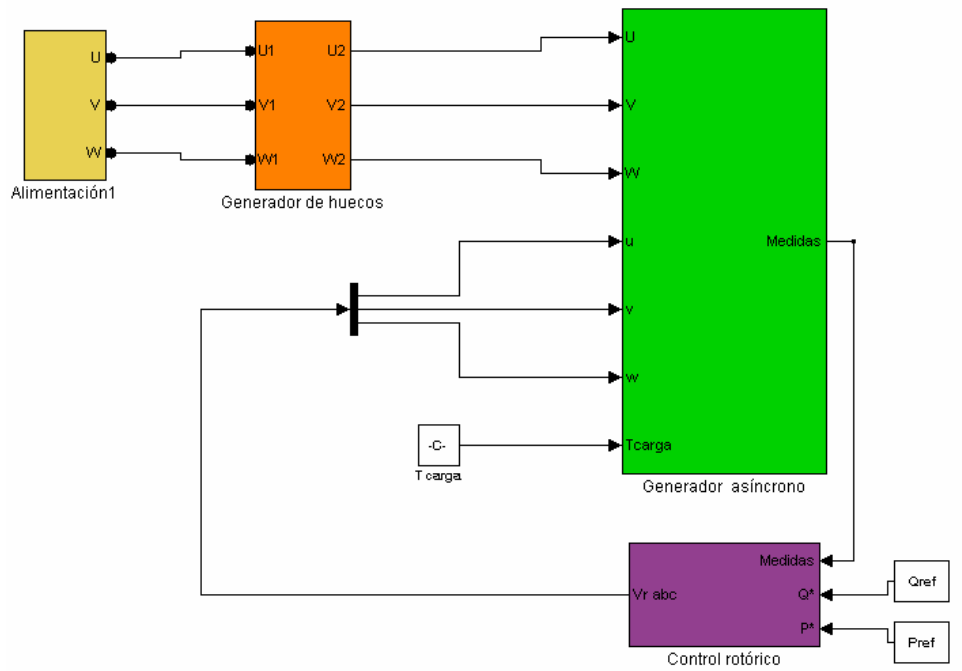 U
V
W
Alimentación1
U1
V1
W1
U2
V2
W2
Generador de huecos
U
V
W
u
v
w
Tcarga
Medidas
Generador asíncrono
-C-
Tcarga
Medidas
Q*
P*
Vr abc
Control rotórico
Qref
Pref